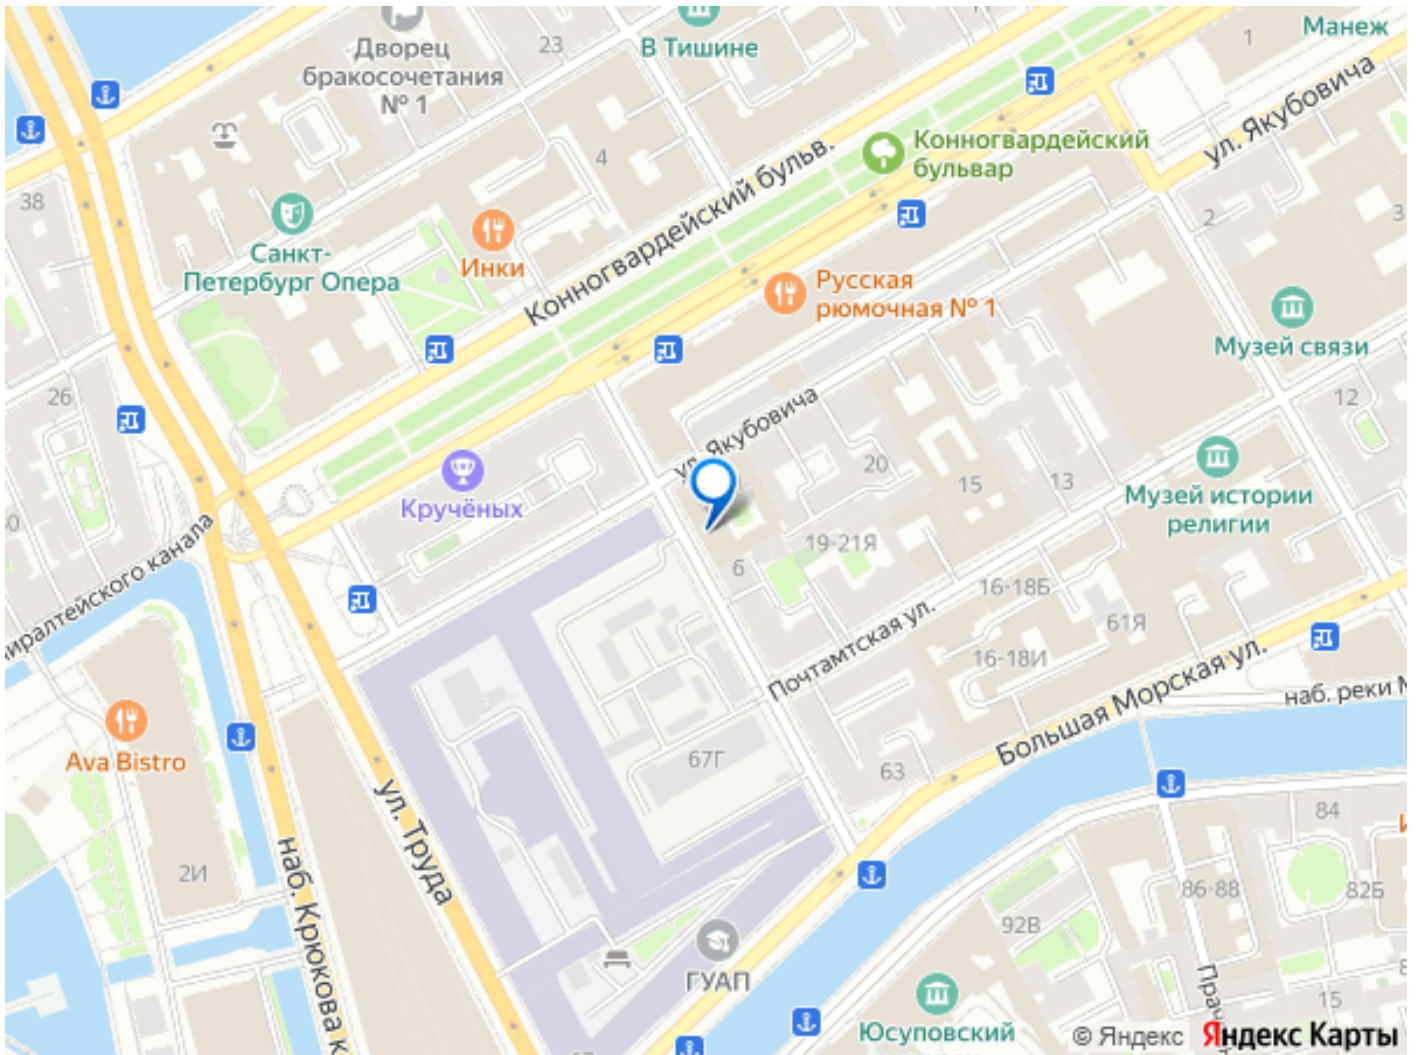 Дворец
бракосочетания
№ 1
23
В Тишине
1
Манеж
ул. Якубовича
4
Конногвардейский
бульвар
38
Конногвардейский бульв.
2
3
Санкт-
Петербург Опера
Инки
Русская
рюмочная № 1
Музей связи
26
12
ул. Якубовича
20
Кручёных
15
13
Музей истории
религии
19-21Я
6
16-18Б
61Я
Почтамтская ул.
16-18И
Большая Морская ул.
наб. реки М
Ava Bistro
67Г
63
ул. Труда
84
2И
наб. Крюкова к
86-88
82Б
92В
ГУАП
Прач
15
Юсуповский
© Яндекс
Яндекс Карты